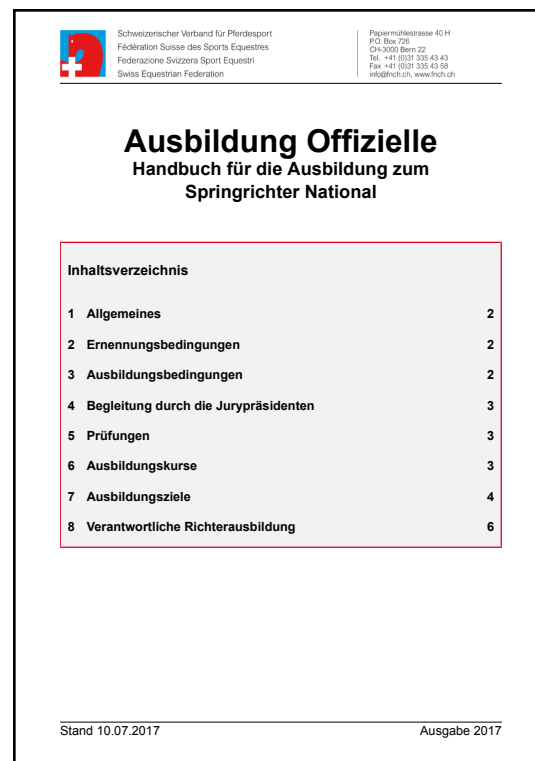 Schweizerischer Verband für Pferdesport
Fédération Suisse des Sports Equestres
Federazione Svizzera Sport Equestri
Swiss Equestrian Federation
Papiermühlestrasse 40 H
P.O. Box 726
CH-3000 Bern 22
Tel. +41 (0)31 335 43 43
Fax +41 (0)31 335 43 58
info@fnch.ch, www.fnch.ch
Ausbildung Offizielle
Handbuch für die Ausbildung zum
Springrichter National
Inhaltsverzeichnis
1 Allgemeines 2
2 Ernennungsbedingungen 2
3 Ausbildungsbedingungen 2
4 Begleitung durch die Jurypräsidenten 3
5 Prüfungen 3
6 Ausbildungskurse 3
7 Ausbildungsziele 4
8 Verantwortliche Richterausbildung 6
Stand 10.07.2017 Ausgabe 2017